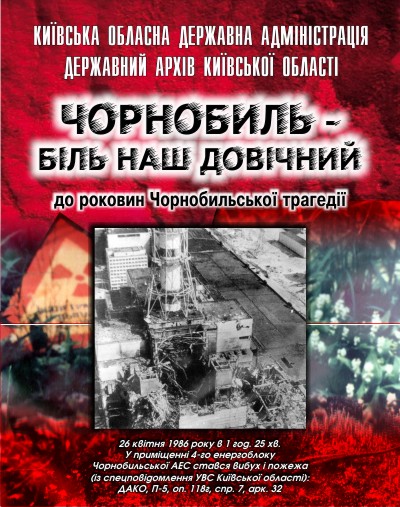 КИЇВСЬКА ОБЛАСНА ДЕРЖАВНА АДМІНІСТРАЦІЯ
ДЕРЖАВНИЙ АРХІВ КИЇВСЬКОЇ ОБЛАСТІ
ЧОРНОБИЛЬ -
БІЛЬ НАШ ДОВІЧНИЙ
до роковин Чорнобильської трагедії
26 квітня 1986 року в 1 год. 25 хв.
У приміщенні 4-го енергоблоку
Чорнобильської АЕС стався вибух і пожежа
(із спецповідомлення УВС Київської області):
ДАКО, П-5, оп. 118г, спр. 7, арк. 32